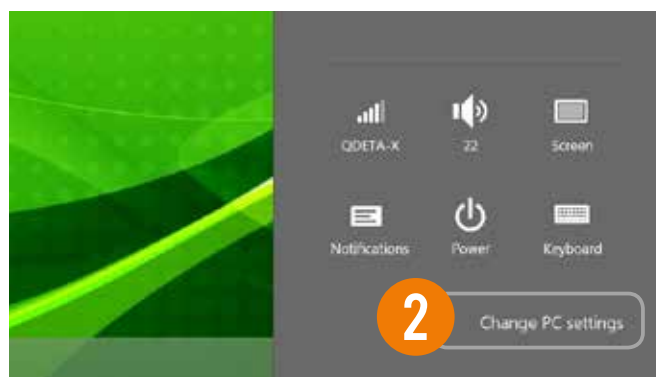 QDETA-X 22 Screen
Notifications Power Keyboard
2 Change PC settings